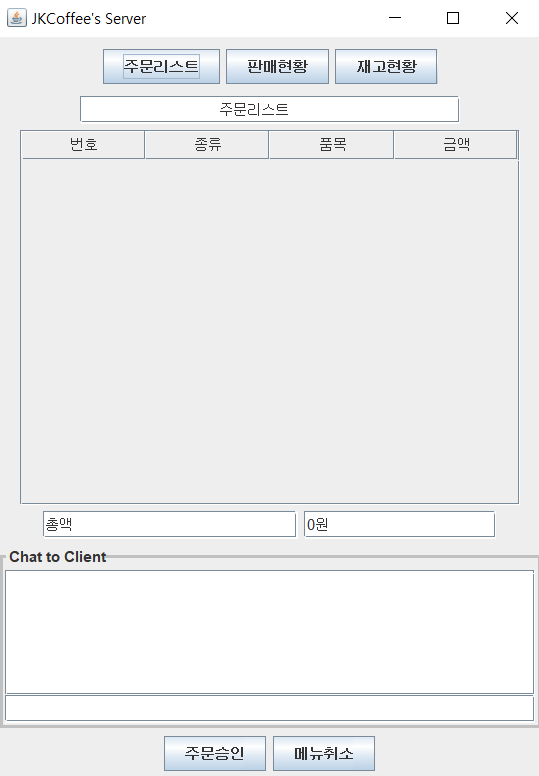 JKCoffee's Server
주문리스트 판매현황 재고현황
주문리스트
번호 종류 품목 금액
총액 0원
Chat to Client
주문승인 메뉴취소